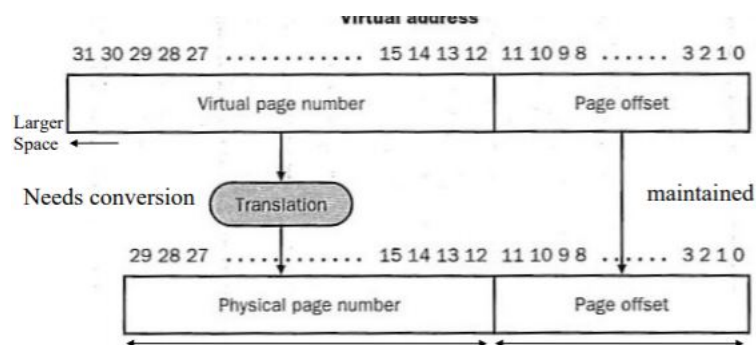 Virtual address
31 30 29 28 27 ............ 15 14 13 12 11 10 9 8 ...... 3 2 1 0
Virtual page number Page offset
Larger
Space
Needs conversion Translation maintained
29 28 27 ............ 15 14 13 12 11 10 9 8 ...... 3 2 1 0
Physical page number Page offset